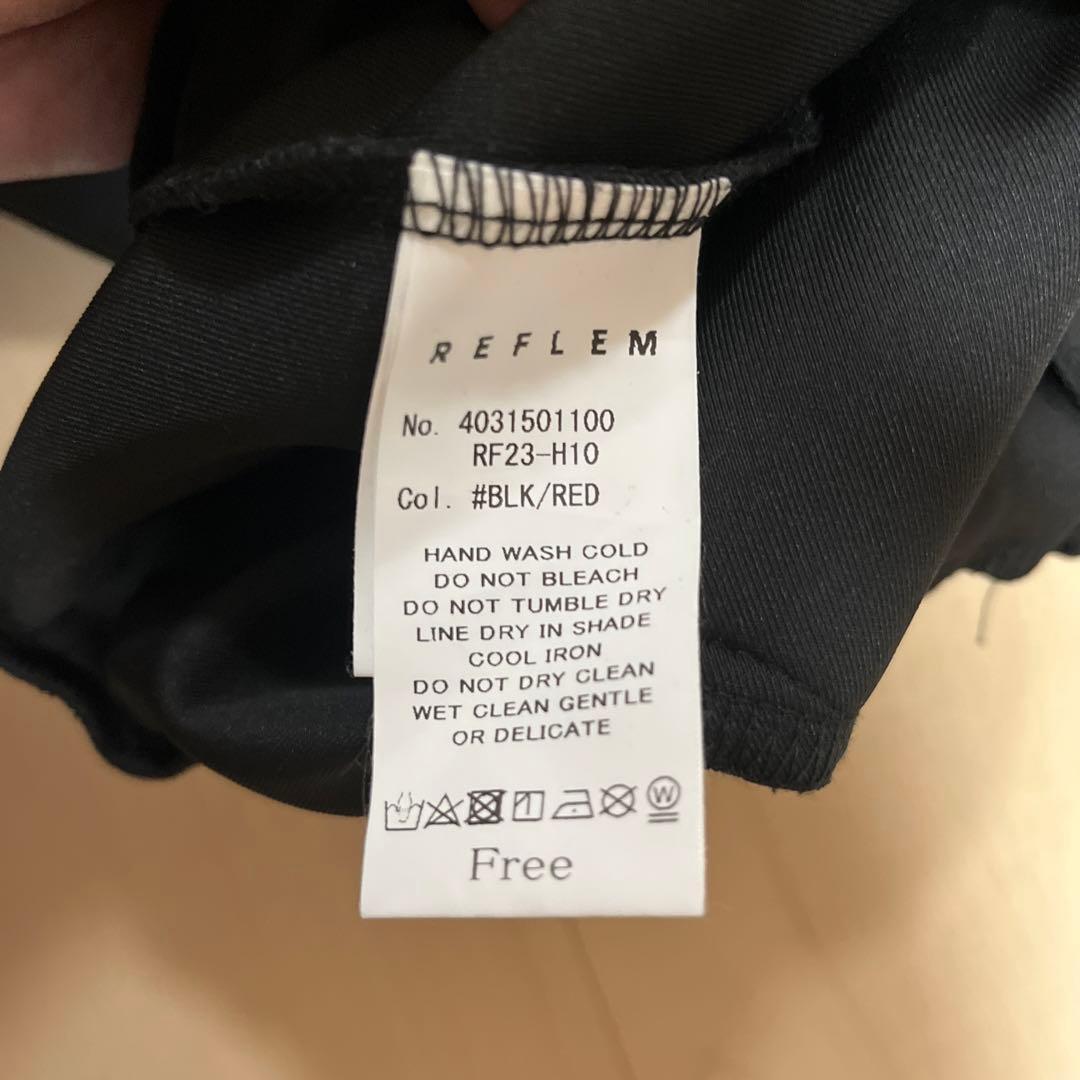 REFLEM
No. 4031501100
RF23-H10
Col. #BLK/RED
HAND WASH COLD
DO NOT BLEACH
DO NOT TUMBLE DRY
LINE DRY IN SHADE
COOL IRON
DO NOT DRY CLEAN
WET CLEAN GENTLE
OR DELICATE
W
Free